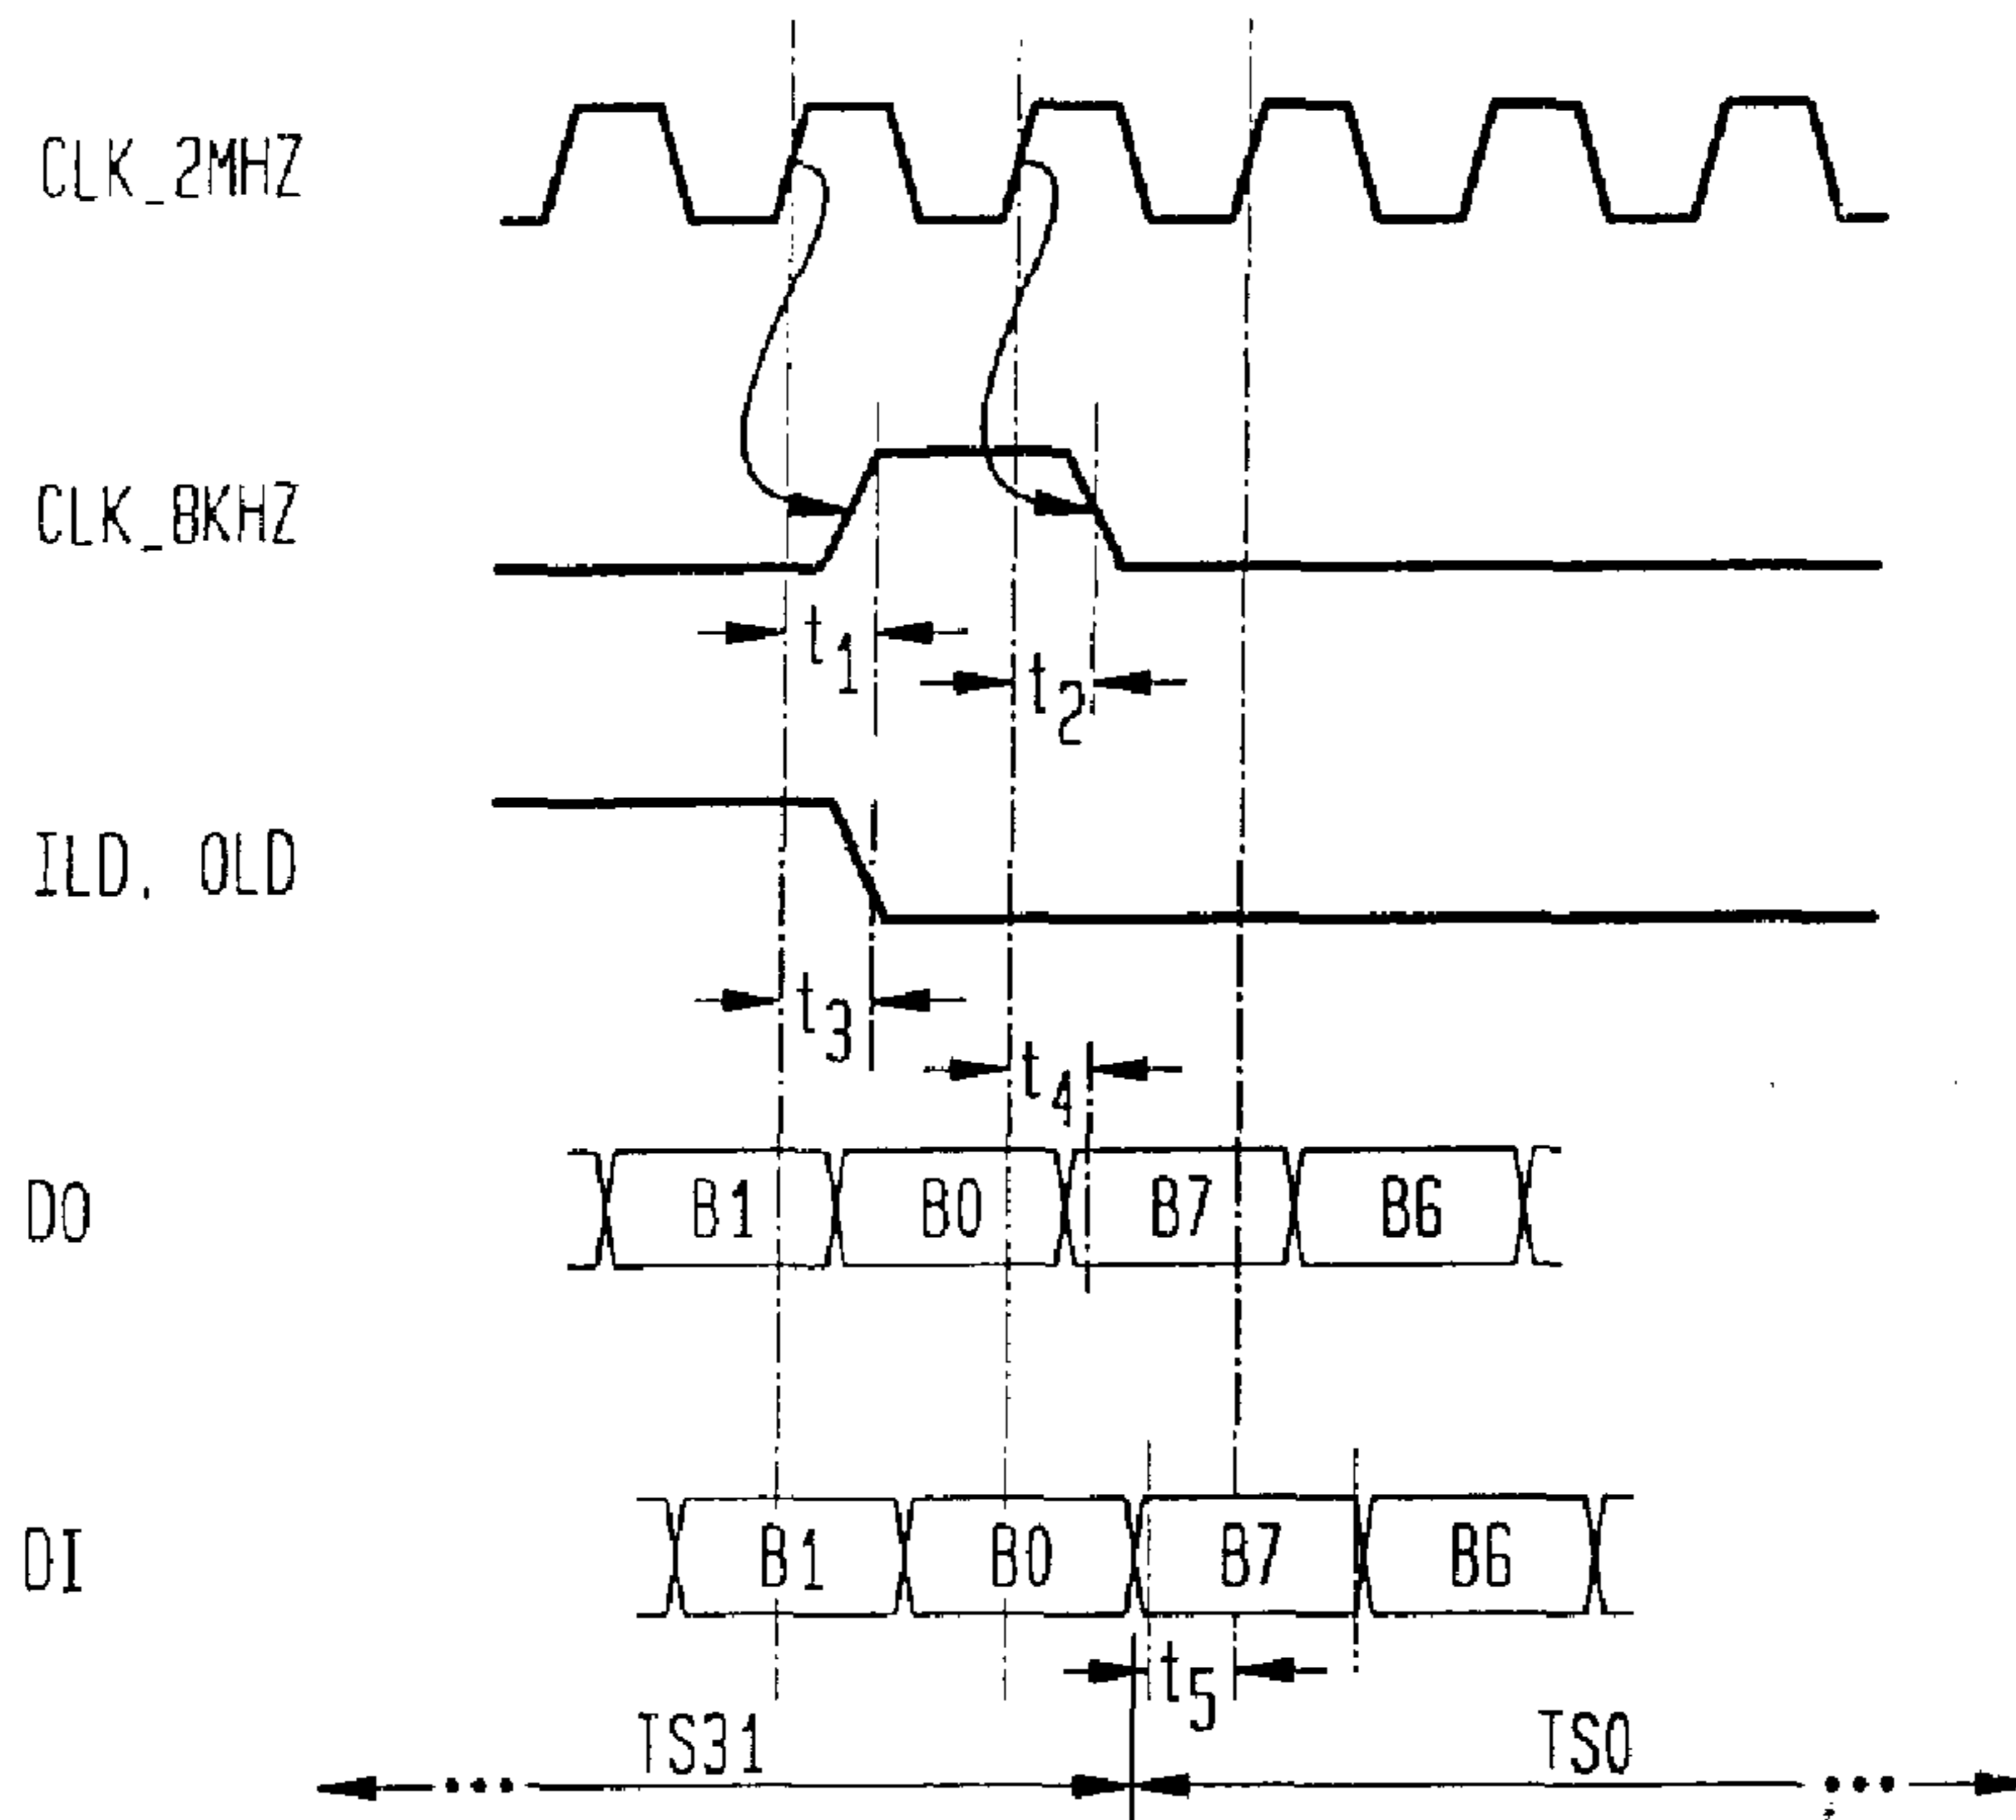 CLK_2MHZ
CLK_8KHZ
t1
t2
ILD, OLD
t3
t4
DO B1 B0 B7 B6
DI B1 B0 B7 B6
t5
TS31 TS0